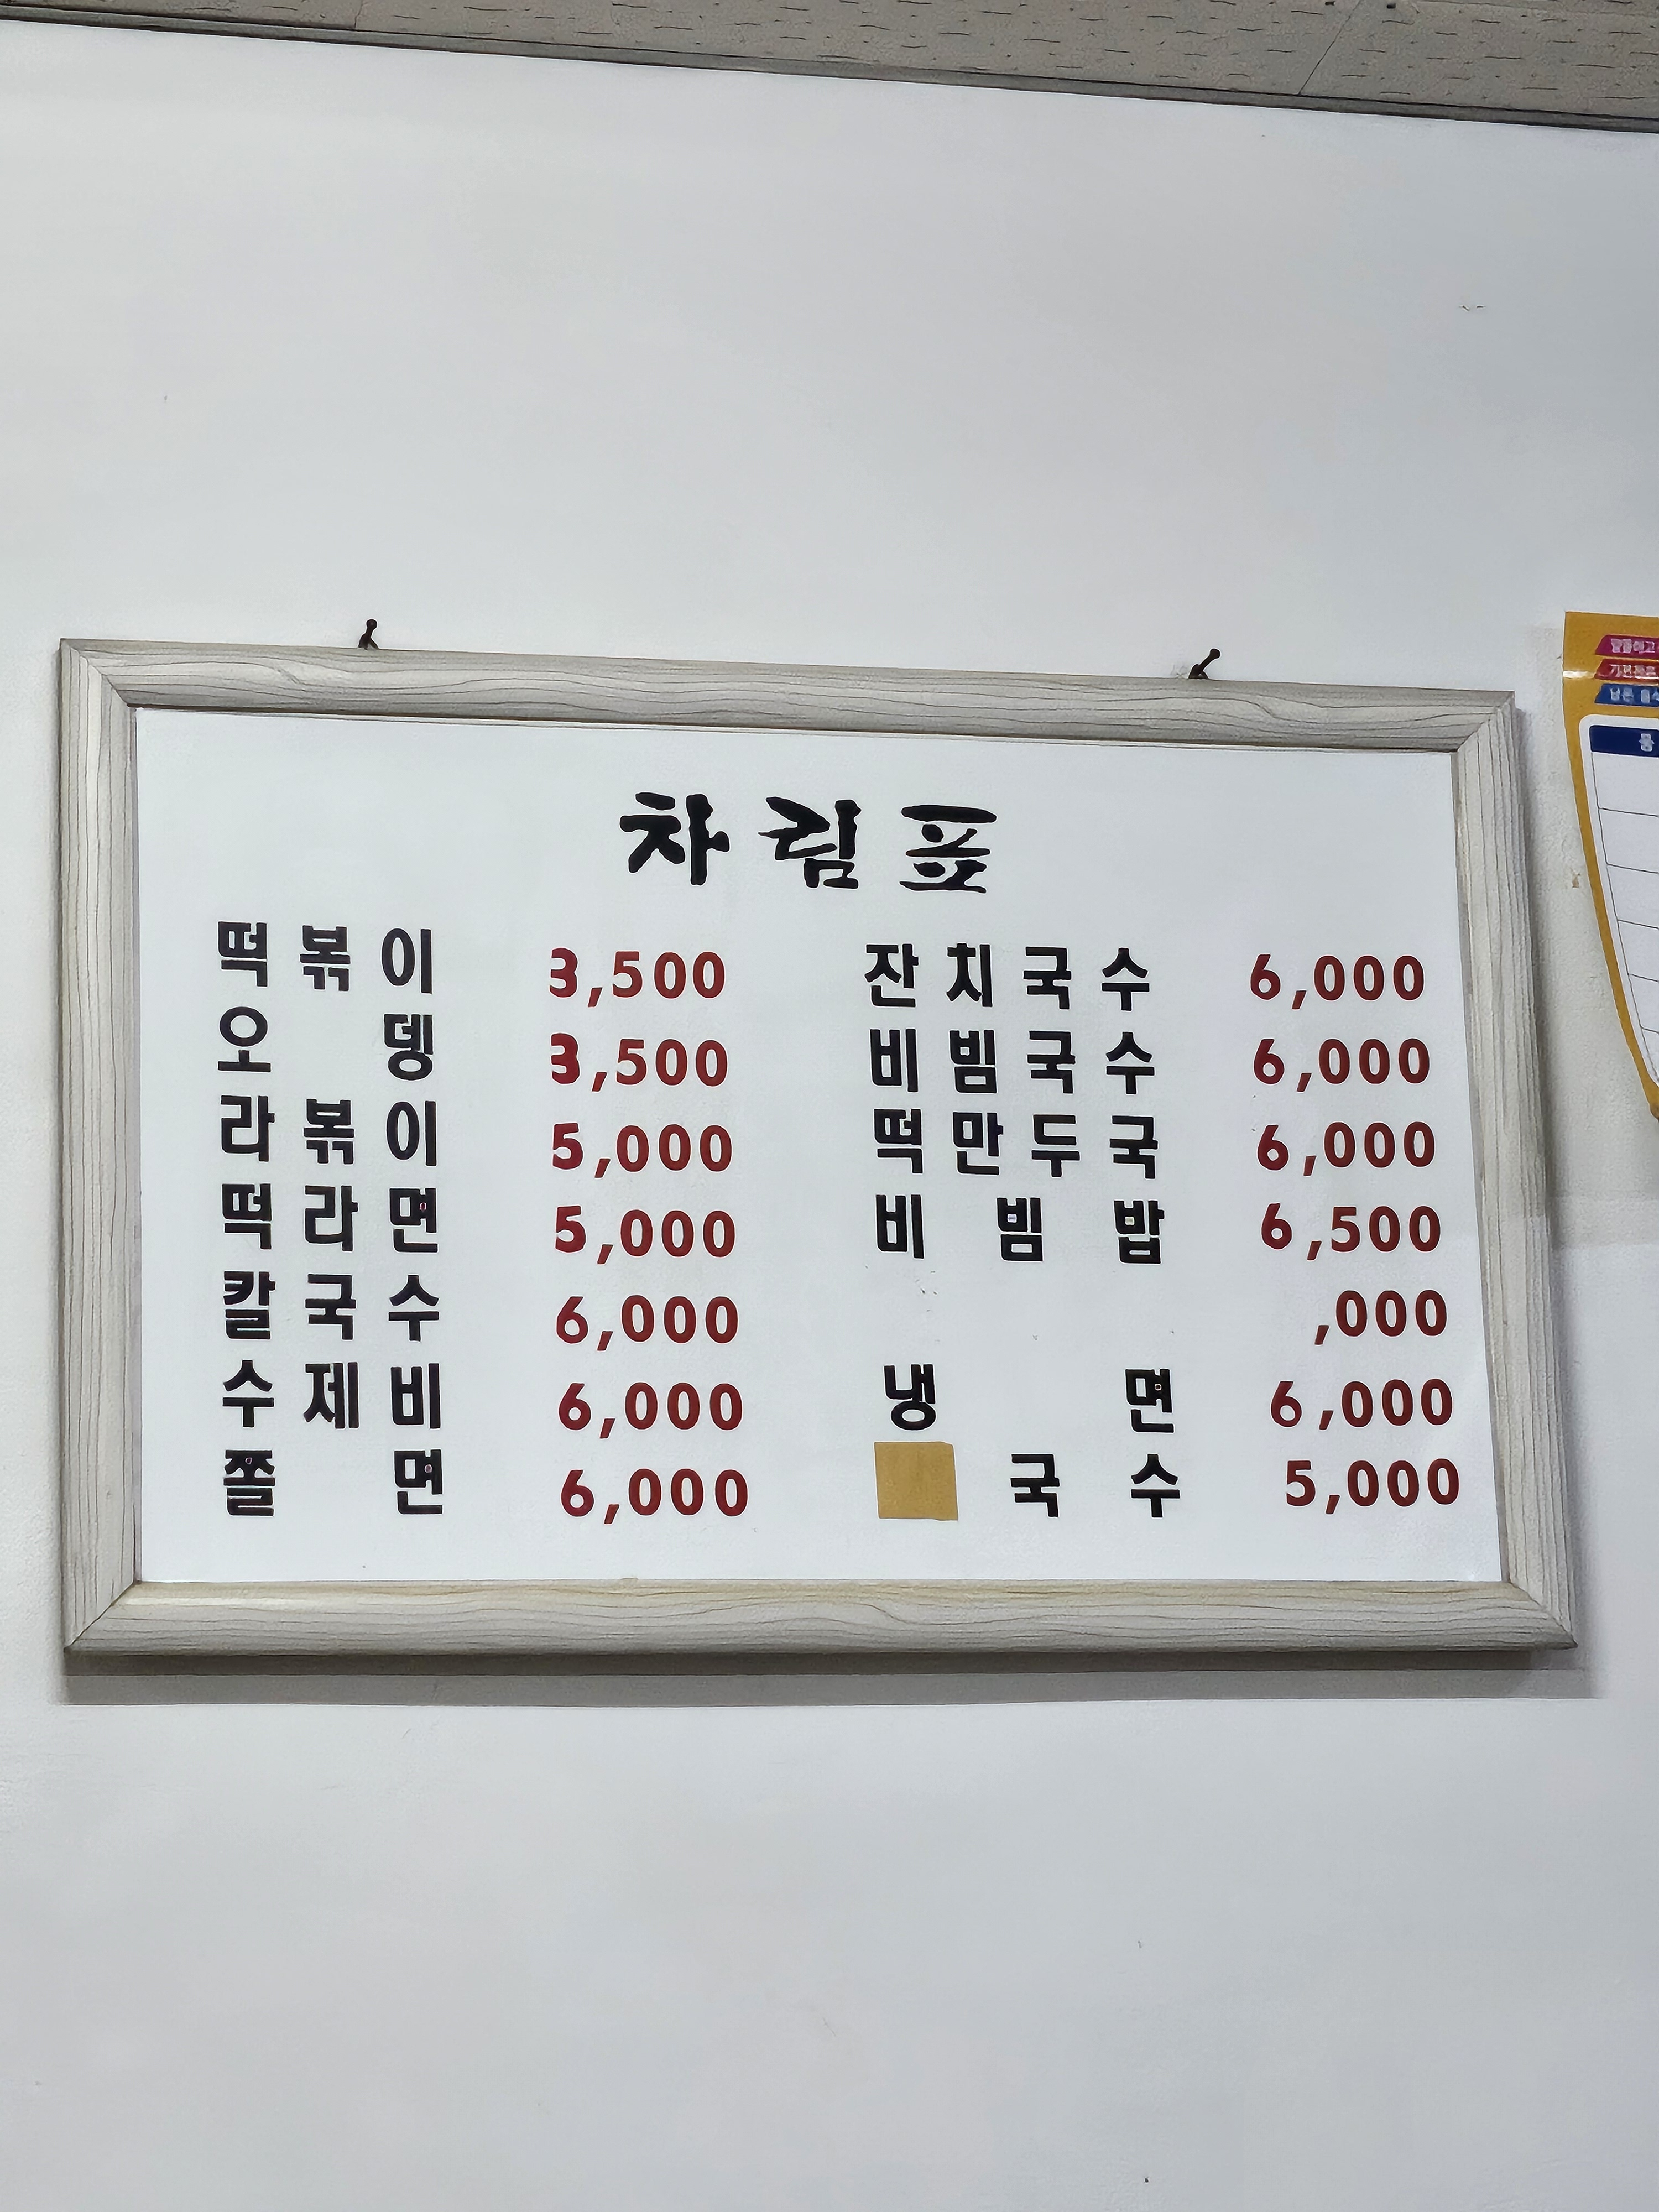 차림표
떡볶이 3,500
오뎅 3,500
라볶이 5,000
떡라면 5,000
칼국수 6,000
수제비 6,000
쫄면 6,000
잔치국수 6,000
비빔국수 6,000
떡만두국 6,000
비빔밥 6,500
,000
냉면 6,000
국수 5,000